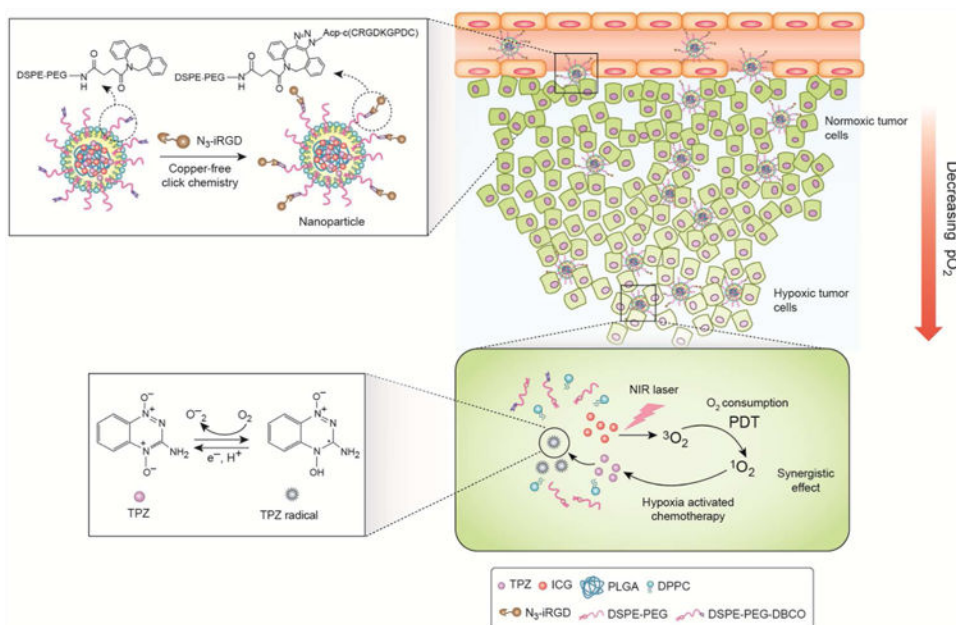 Acp-c(CRGDKGPDC)
N
N
N
O
N
DSPE-PEG
N
H
O
O
N
DSPE-PEG
N
H
O
N₃-iRGD
Copper-free
click chemistry
Nanoparticle
Normoxic tumor
cells
Hypoxic tumor
cells
Decreasing pO₂
O⁻
N⁺
N
N⁺
NH₂
O⁻
O⁻₂
O₂
e⁻, H⁺
O⁻
N⁺
N
N
NH₂
OH
TPZ
TPZ radical
NIR laser
O₂ consumption
PDT
³O₂
¹O₂
Synergistic
effect
Hypoxia activated
chemotherapy
TPZ ICG PLGA DPPC
N₃-iRGD DSPE-PEG DSPE-PEG-DBCO